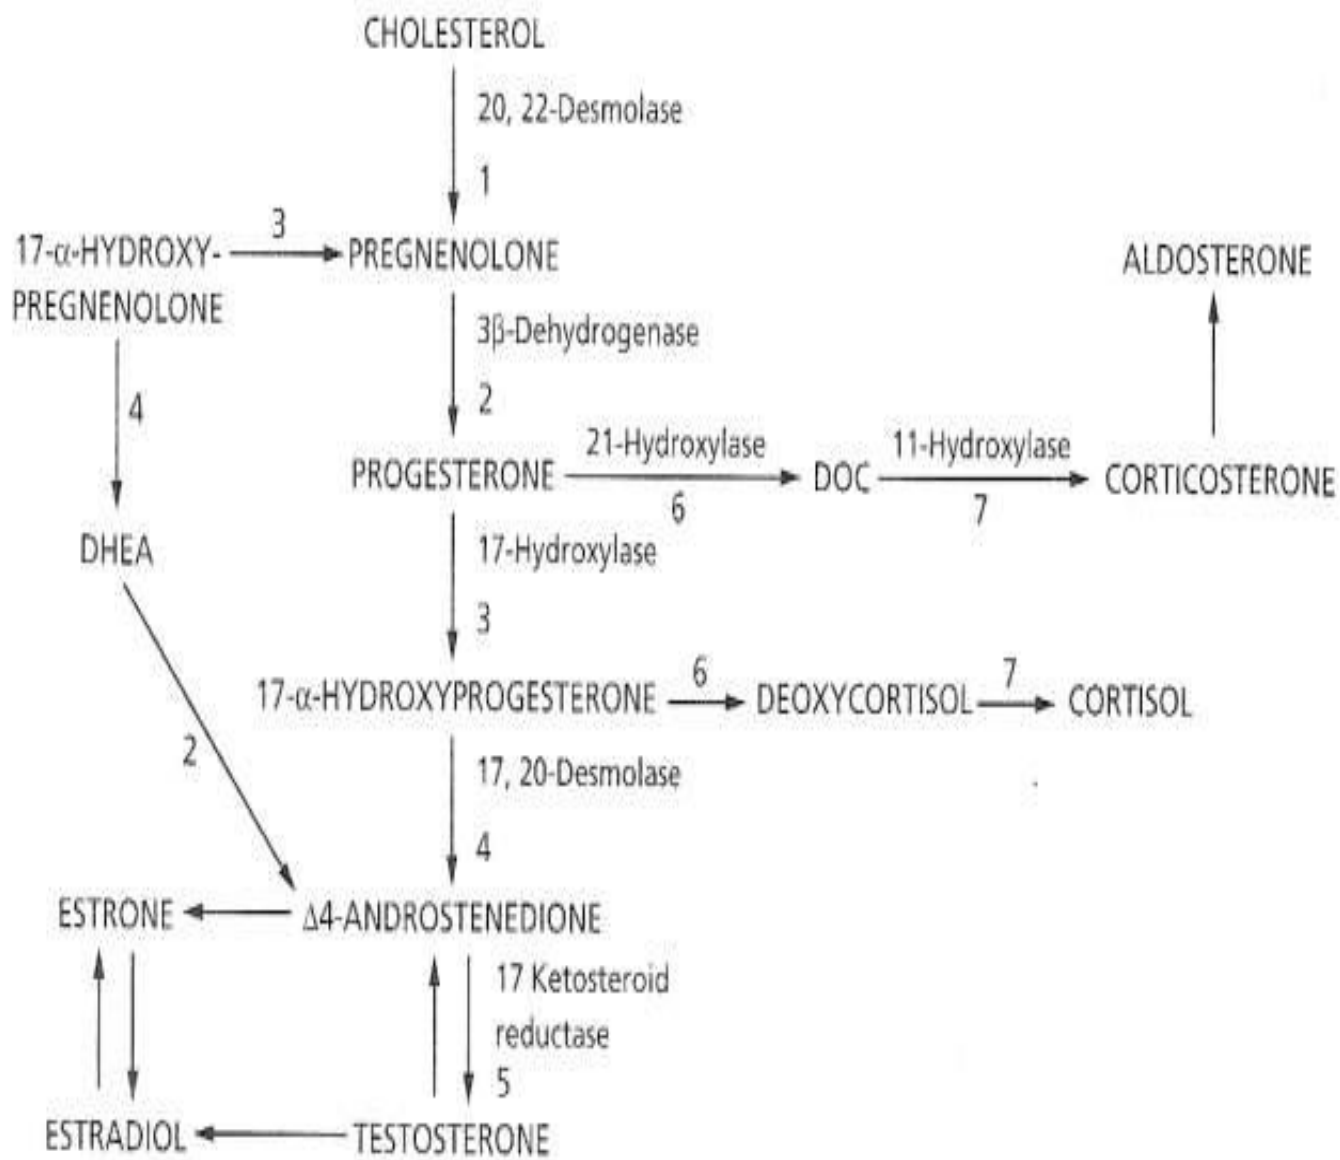 CHOLESTEROL
20, 22-Desmolase
1
3
17-α-HYDROXY-
PREGNENOLONE
PREGNENOLONE
ALDOSTERONE
3β-Dehydrogenase
4
2
21-Hydroxylase
11-Hydroxylase
PROGESTERONE
DOC
CORTICOSTERONE
6
7
DHEA
17-Hydroxylase
3
6
7
17-α-HYDROXYPROGESTERONE
DEOXYCORTISOL
CORTISOL
2
17, 20-Desmolase
4
ESTRONE
Δ4-ANDROSTENEDIONE
17 Ketosteroid
reductase
5
ESTRADIOL
TESTOSTERONE